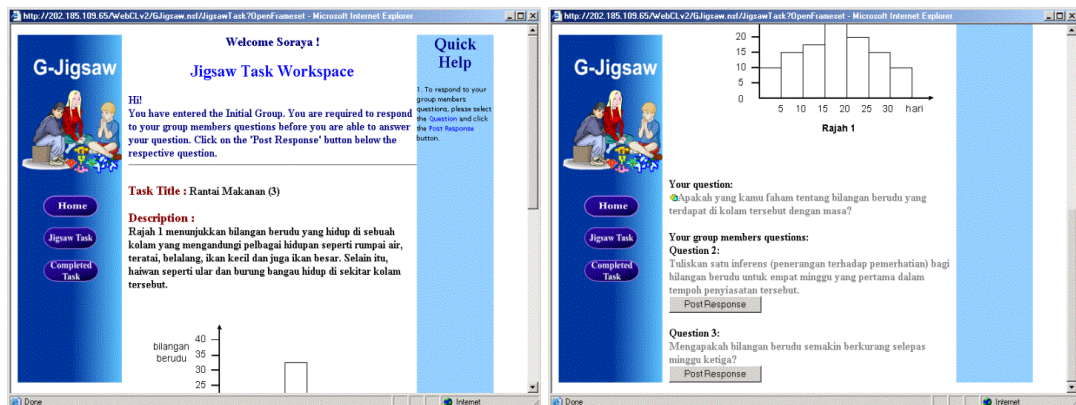 http://202.185.109.65/WebCLv2/GJigsaw.nsf/JigsawTask?OpenFrameset - Microsoft Internet Explorer
G-Jigsaw
Home
Jigsaw Task
Completed
Task
Welcome Soraya !
Jigsaw Task Workspace
Hi!
You have entered the Initial Group. You are required to respond
to your group members questions before you are able to answer
your question. Click on the 'Post Response' button below the
respective question.
Task Title : Rantai Makanan (3)
Description :
Rajah 1 menunjukkan bilangan berudu yang hidup di sebuah
kolam yang mengandungi pelbagai hidupan seperti rumpai air,
teratai, belalang, ikan kecil dan juga ikan besar. Selain itu,
haiwan seperti ular dan burung bangau hidup di sekitar kolam
tersebut.
bilangan
berudu
40
35
30
25
Quick
Help
1. To respond to your
group members
questions, please select
the Question and click
the Post Response
button.
Done
Internet
http://202.185.109.65/WebCLv2/GJigsaw.nsf/JigsawTask?OpenFrameset - Microsoft Internet Explorer
G-Jigsaw
Home
Jigsaw Task
Completed
Task
20
15
10
5
0
5 10 15 20 25 30 hari
Rajah 1
Your question:
Apakah yang kamu faham tentang bilangan berudu yang
terdapat di kolam tersebut dengan masa?
Your group members questions:
Question 2:
Tuliskan satu inferens (penerangan terhadap pemerhatian) bagi
bilangan berudu untuk empat minggu yang pertama dalam
tempoh penyiasatan tersebut.
Post Response
Question 3:
Mengapakah bilangan berudu semakin berkurang selepas
minggu ketiga?
Post Response
Done
Internet